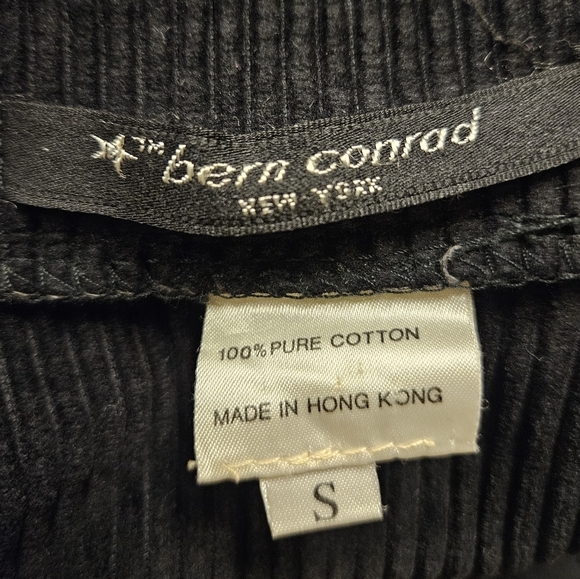 TM bern conrad
NEW YORK
100% PURE COTTON
MADE IN HONG KONG
S